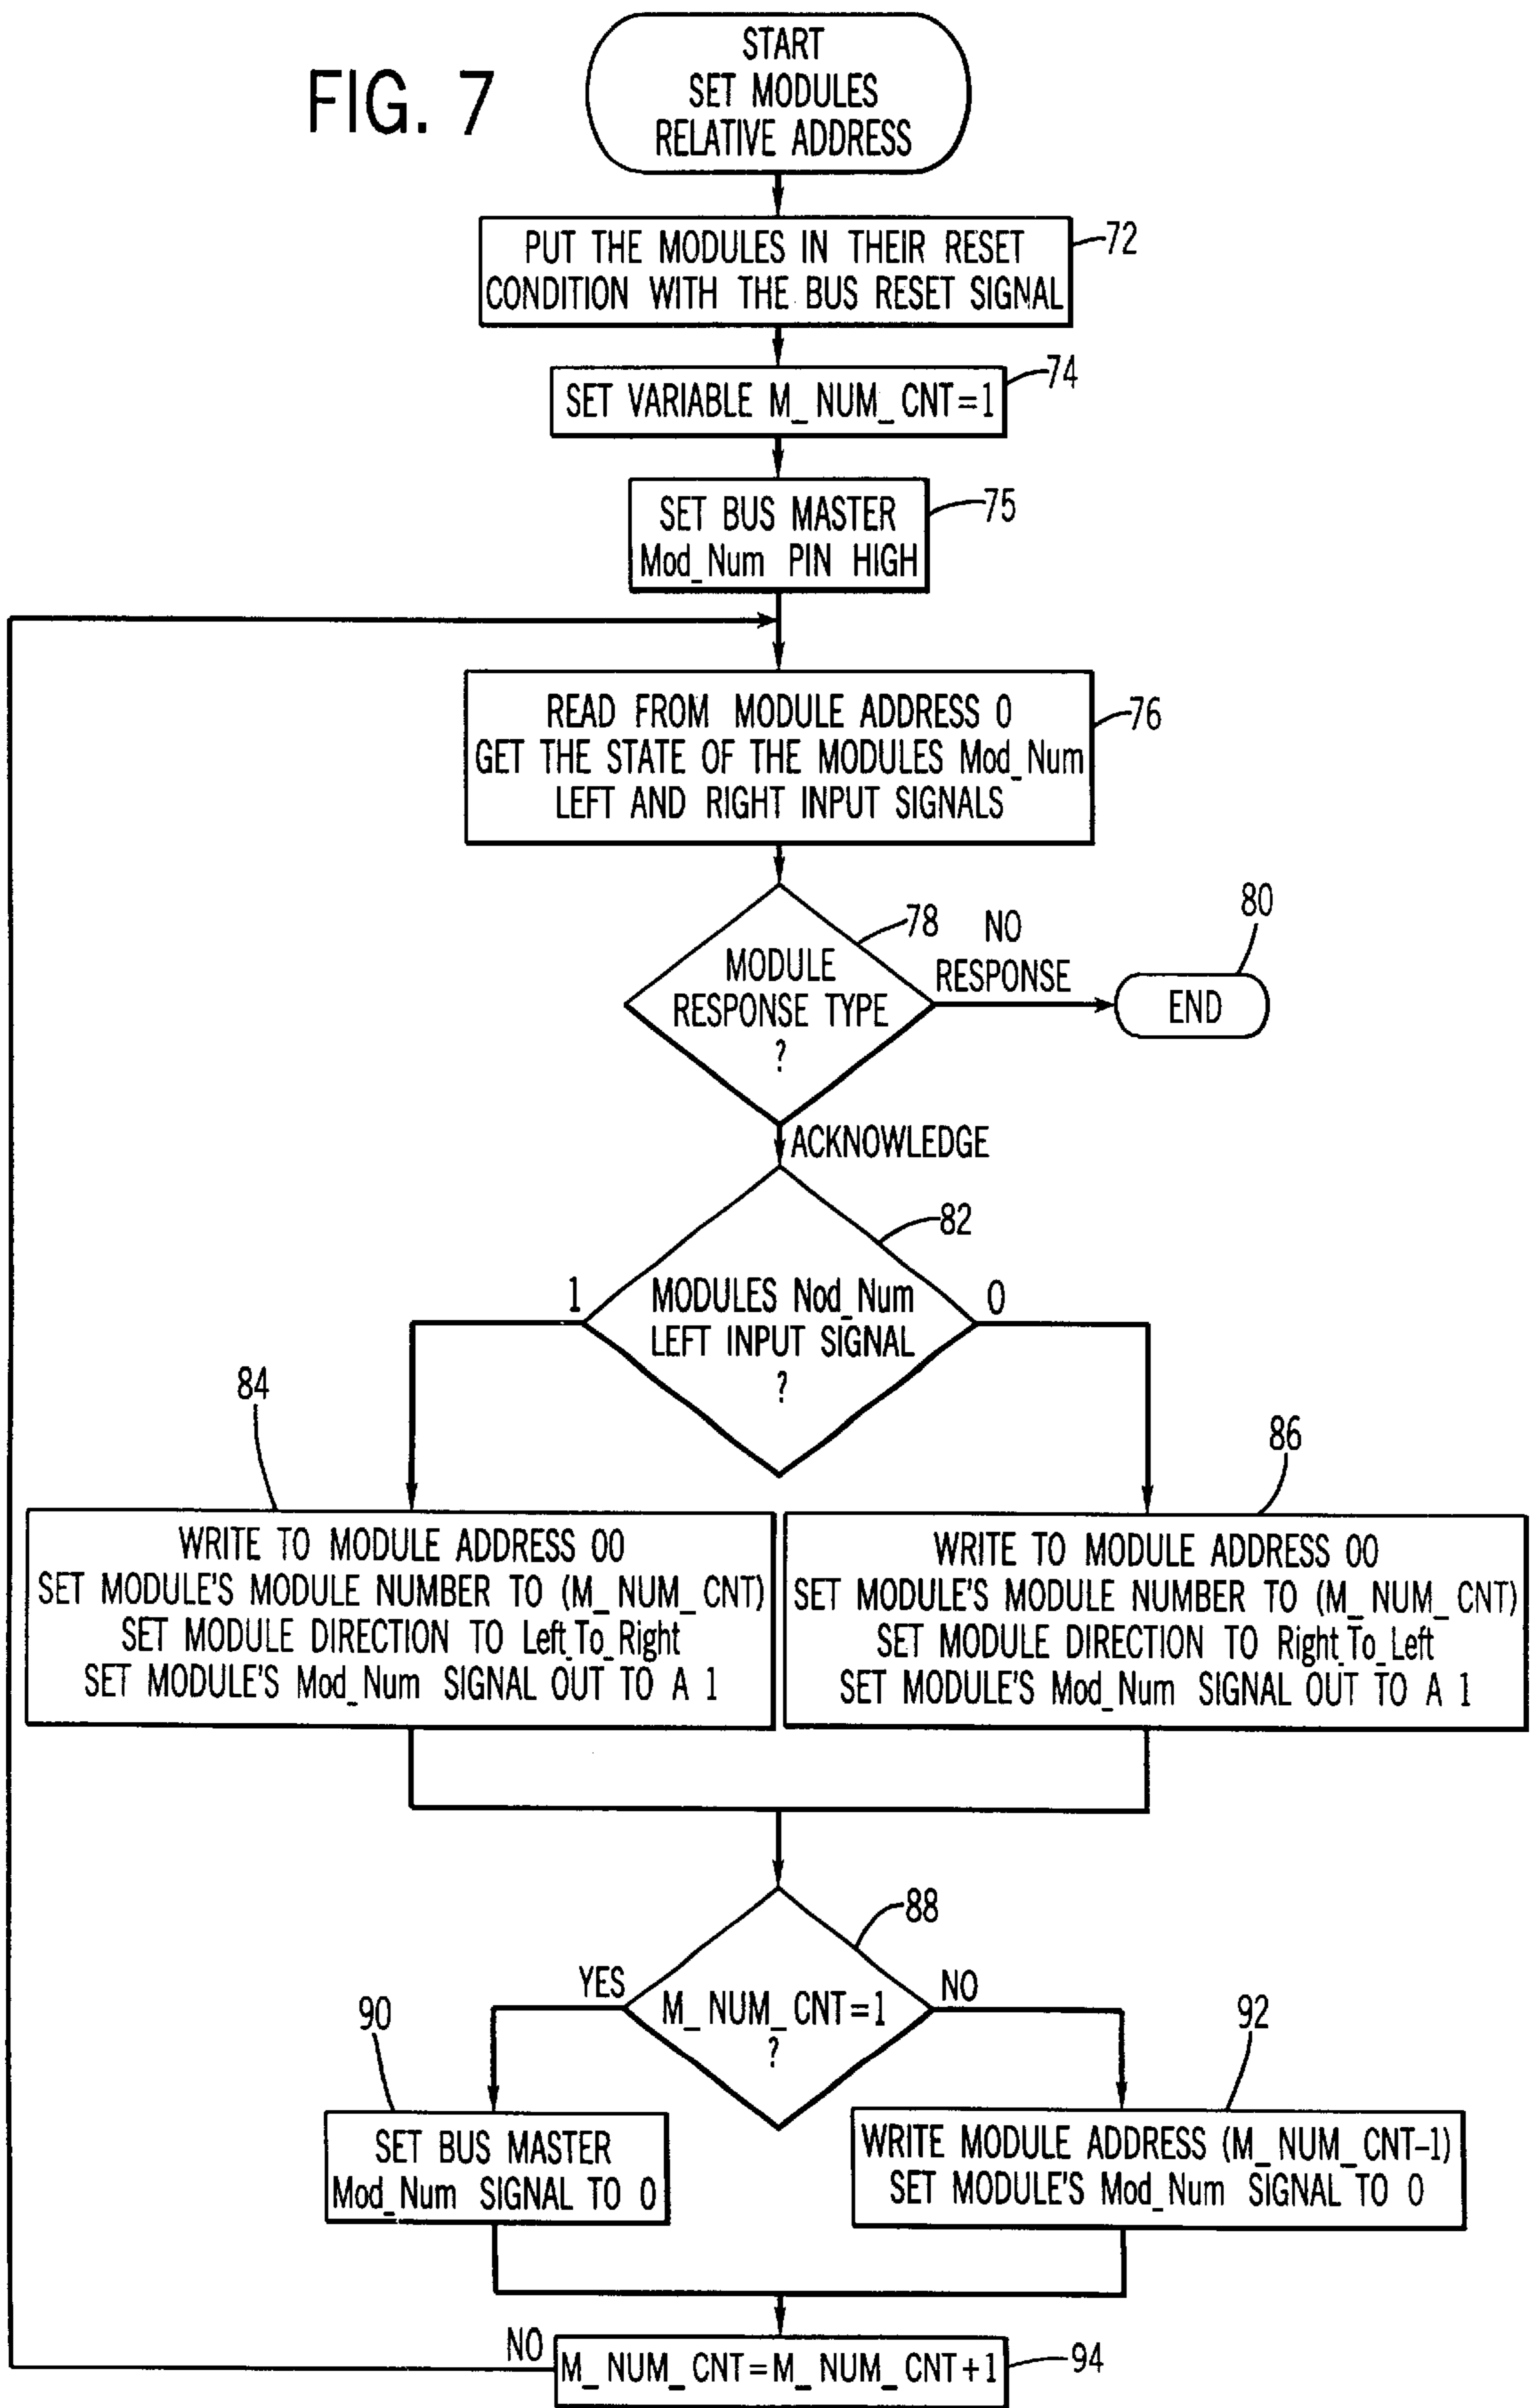 FIG. 7
START
SET MODULES
RELATIVE ADDRESS
PUT THE MODULES IN THEIR RESET
CONDITION WITH THE BUS RESET SIGNAL
72
SET VARIABLE M_NUM_CNT=1
74
SET BUS MASTER
Mod_Num PIN HIGH
75
READ FROM MODULE ADDRESS 0
GET THE STATE OF THE MODULES Mod_Num
LEFT AND RIGHT INPUT SIGNALS
76
MODULE
RESPONSE TYPE
?
78
NO
RESPONSE
END
80
ACKNOWLEDGE
MODULES Nod_Num
LEFT INPUT SIGNAL
?
82
1
0
84
WRITE TO MODULE ADDRESS 00
SET MODULE'S MODULE NUMBER TO (M_NUM_CNT)
SET MODULE DIRECTION TO Left_To_Right
SET MODULE'S Mod_Num SIGNAL OUT TO A 1
86
WRITE TO MODULE ADDRESS 00
SET MODULE'S MODULE NUMBER TO (M_NUM_CNT)
SET MODULE DIRECTION TO Right_To_Left
SET MODULE'S Mod_Num SIGNAL OUT TO A 1
88
M_NUM_CNT=1
?
YES
NO
90
SET BUS MASTER
Mod_Num SIGNAL TO 0
92
WRITE MODULE ADDRESS (M_NUM_CNT-1)
SET MODULE'S Mod_Num SIGNAL TO 0
NO
M_NUM_CNT=M_NUM_CNT+1
94